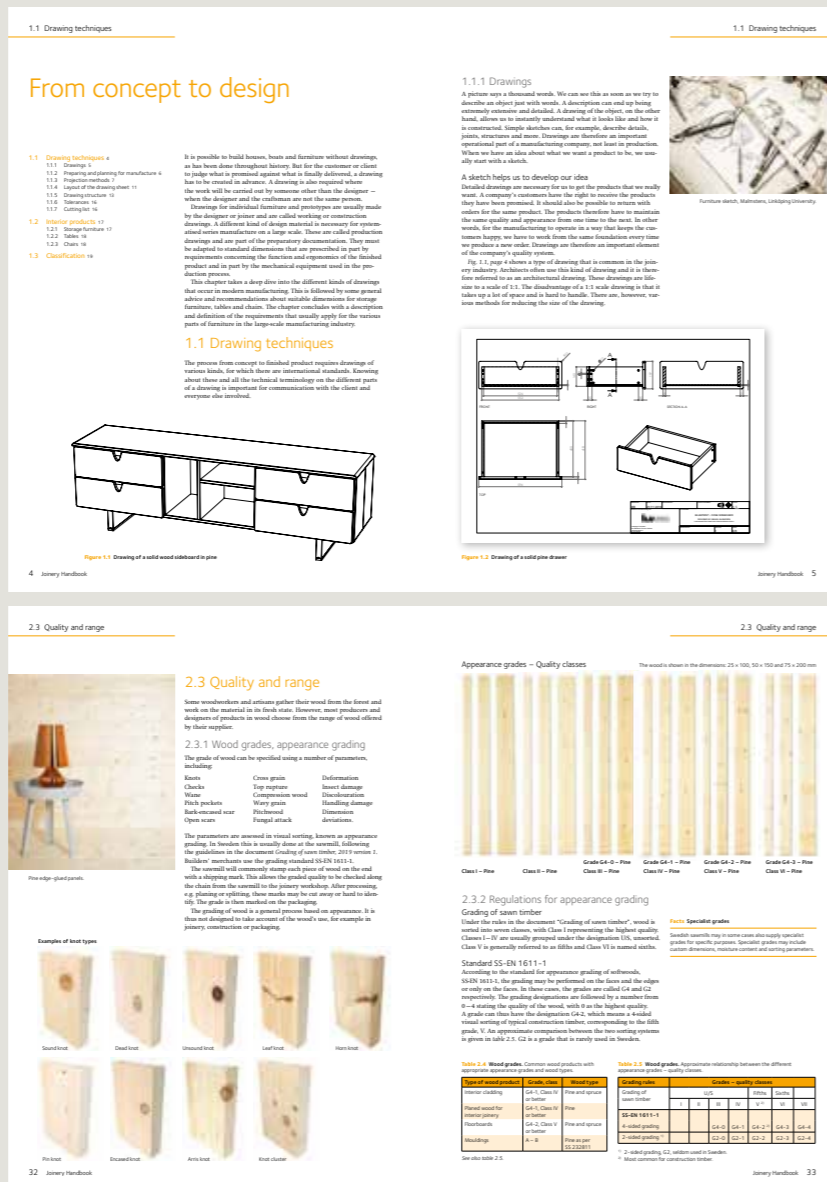 1.1 Drawing techniques
From concept to design
1.1 Drawing techniques 4
1.1.1 Drawings 5
1.1.2 Preparing and planning for manufacture 6
1.1.3 Projection methods 7
1.1.4 Layout of the drawing sheet 11
1.1.5 Drawing structure 15
1.1.6 Tolerances 16
1.1.7 Cutting list 16
1.2 Interior products 17
1.2.1 Storage furniture 17
1.2.2 Tables 18
1.2.3 Chairs 18
1.3 Classification 19
It is possible to build houses, boats and furniture without drawings,
as has been done throughout history. But for the customer or client
to judge what is promised against what is finally delivered, a drawing
has to be created in advance. A drawing is also required where
the work will be carried out by someone other than the designer –
when the designer and the craftsman are not the same person.
Drawings for individual furniture and prototypes are usually made
by the designer or joiner and are called working or construction
drawings. A different kind of design material is necessary for system-
atised series manufacture on a large scale. These are called production
drawings and are part of the preparatory documentation. They must
be adapted to standard dimensions that are prescribed in part by
requirements concerning the function and ergonomics of the finished
product and in part by the mechanical equipment used in the pro-
duction process.
This chapter takes a deep dive into the different kinds of drawings
that occur in modern manufacturing. This is followed by some general
advice and recommendations about suitable dimensions for storage
furniture, tables and chairs. The chapter concludes with a description
and definition of the requirements that usually apply for the various
parts of furniture in the large-scale manufacturing industry.
1.1 Drawing techniques
The process from concept to finished product requires drawings of
various kinds, for which there are international standards. Knowing
about these and all the technical terminology on the different parts
of a drawing is important for communication with the client and
everyone else involved.
Figure 1.1 Drawing of a solid wood sideboard in pine
4 Joinery Handbook
1.1 Drawing techniques
1.1.1 Drawings
A picture says a thousand words. We can see this as soon as we try to
describe an object just with words. A description can end up being
extremely extensive and detailed. A drawing of the object, on the other
hand, allows us to instantly understand what it looks like and how it
is constructed. Simple sketches can, for example, describe details,
joints, structures and more. Drawings are therefore an important
operational part of a manufacturing company, not least in production.
When we have an idea about what we want a product to be, we usu-
ally start with a sketch.
A sketch helps us to develop our idea
Detailed drawings are necessary for us to get the products that we really
want. A company's customers have the right to receive the products
they have been promised. It should also be possible to return with
orders for the same product. The products therefore have to maintain
the same quality and appearance from one time to the next. In other
words, for the manufacturer to operate in a way that keeps the cus-
tomers happy, we have to work from the same foundation every time
we produce a new order. Drawings are therefore an important element
of the company's quality system.
Fig. 1.1, page 4 shows a type of drawing that is common in the join-
ery industry. Architects often use this kind of drawing and it is there-
fore referred to as an architectural drawing. These drawings are life-
size to a scale of 1:1. The disadvantage of a 1:1 scale drawing is that it
takes up a lot of space and is hard to handle. There are, however, var-
ious methods for reducing the size of the drawing.
Furniture sketch, Malmstens, Linköping University.
A
A
FRONT
RIGHT
SECTION A-A
TOP
Figure 1.2 Drawing of a solid pine drawer
Joinery Handbook 5
2.3 Quality and range
Pine edge-glued panels.
2.3 Quality and range
Some woodworkers and artisans gather their wood from the forest and
work on the material in its fresh state. However, most producers and
designers of products in wood choose from the range of wood offered
by their supplier.
2.3.1 Wood grades, appearance grading
The grade of wood can be specified using a number of parameters,
including:
Knots Cross grain Deformation
Checks Top rupture Insect damage
Wane Compression wood Discolouration
Pitch pockets Wavy grain Handling damage
Bark-encased scar Pitchwood Dimension
Open scars Fungal attack deviations.
The parameters are assessed in visual sorting, known as appearance
grading. In Sweden this is usually done at the sawmill, following
the guidelines in the document Grading of sawn timber, 2015 version 1.
Builders' merchants use the grading standard SS-EN 1611-1.
The sawmill will commonly stamp each piece of wood on the end
with a shipping mark. This allows the graded quality to be checked along
the chain from the sawmill to the joinery workshop. After processing,
e.g. planing or splitting, these marks may be cut away or hard to iden-
tify. The grade is then marked on the packaging.
The grading of wood is a general process based on appearance. It is
thus not designed to take account of the wood's use, for example in
joinery, construction or packaging.
Examples of knot types
Sound knot Dead knot Unsound knot Leaf knot Horn knot
Pin knot Encased knot Arris knot Knot cluster
32 Joinery Handbook
2.3 Quality and range
Appearance grades – Quality classes
The wood is shown in the dimensions: 25 × 100, 50 × 150 and 75 × 200 mm
Grade G4-0 – Pine Grade G4-1 – Pine Grade G4-2 – Pine Grade G4-3 – Pine
Class I – Pine Class II – Pine Class III – Pine Class IV – Pine Class V – Pine Class VI – Pine
2.3.2 Regulations for appearance grading
Grading of sawn timber
Under the rules in the document "Grading of sawn timber", wood is
sorted into seven classes, with Class I representing the highest quality.
Classes I–IV are usually grouped under the designation U/S, unsorted.
Class V is generally referred to as fifths and Class VI is named sixths.
Standard SS-EN 1611-1
According to the standard for appearance grading of softwoods,
SS-EN 1611-1, the grading may be performed on the faces and the edges
or only on the faces. In these cases, the grades are called G4 and G2
respectively. The grading designations are followed by a number from
0–4 stating the quality of the wood, with 0 as the highest quality.
A grade can thus have the designation G4-2, which means a 4-sided
visual sorting of typical construction timber, corresponding to the fifth
grade, V. An approximate comparison between the two sorting systems
is given in table 2.5. G2 is a grade that is rarely used in Sweden.
Facts Specialist grades
Swedish sawmills may in some cases also supply specialist
grades for specific purposes. Specialist grades may include
custom dimensions, moisture content and sorting parameters.
Table 2.4 Wood grades. Common wood products with
appropriate appearance grades and wood types.
Type of wood product Grade, class Wood type
Interior cladding G4-1, Class IV or better Pine and spruce
Planed wood for interior joinery G4-1, Class IV or better Pine
Floorboards G4-2, Class V or better Pine and spruce
Mouldings A – B Pine as per SS 232811
See also table 2.5.
Table 2.5 Wood grades. Approximate relationship between the different
appearance grades – quality classes.
Grading rules Grades – quality classes
Grading of sawn timber U/S Fifths Sixths
I II III IV V 2) VI VII
SS-EN 1611-1
4-sided grading G4-0 G4-1 G4-2 2) G4-3 G4-4
2-sided grading 1) G2-0 G2-1 G2-2 G2-3 G2-4
1) 2-sided grading, G2, seldom used in Sweden.
2) Most common for construction timber.
Joinery Handbook 33